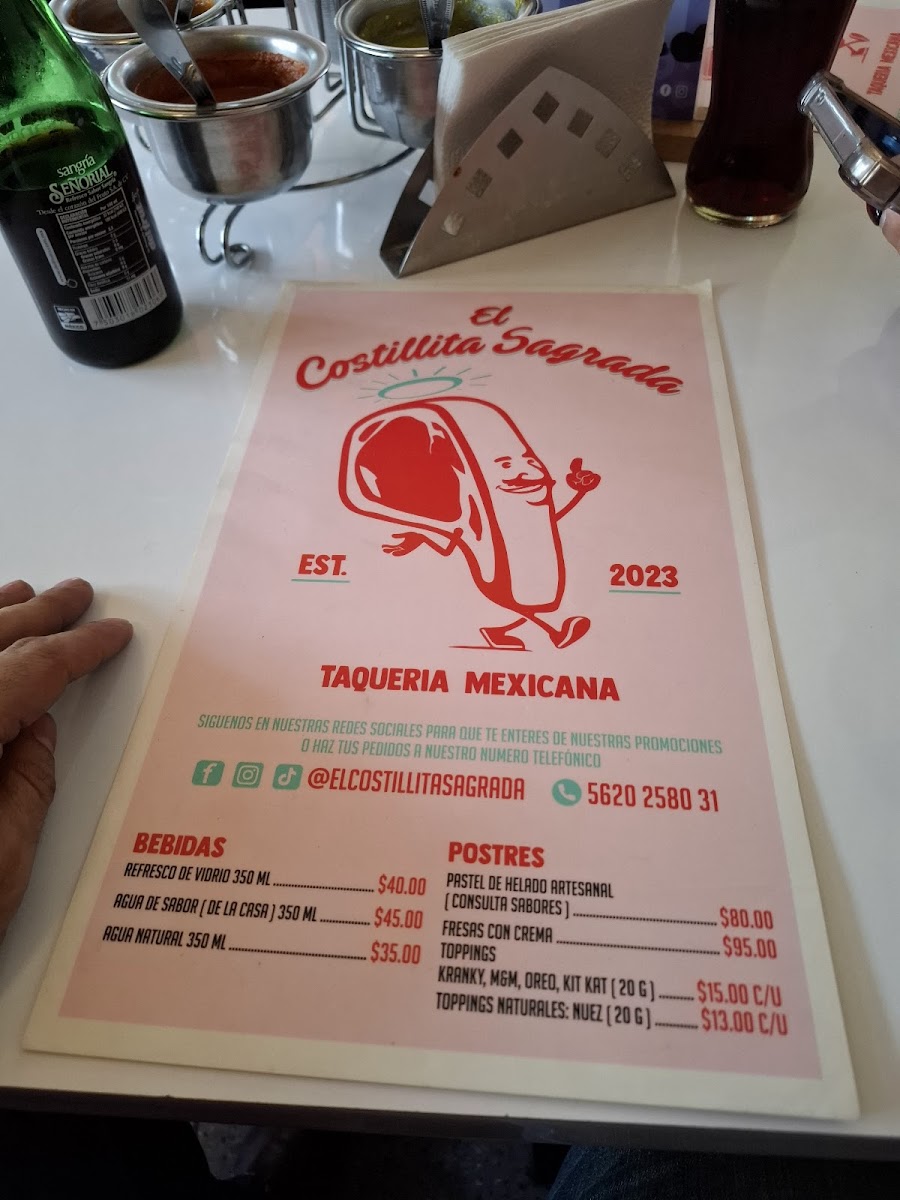 sangría
SEÑORIAL
TAQUERIA MEXICANA
El
Costillita Sagrada
EST.
2023
TAQUERIA MEXICANA
SIGUENOS EN NUESTRAS REDES SOCIALES PARA QUE TE ENTERES DE NUESTRAS PROMOCIONES
O HAZ TUS PEDIDOS A NUESTRO NUMERO TELEFÓNICO
@ELCOSTILLITASAGRADA 5620 2580 31
BEBIDAS
REFRESCO DE VIDRIO 350 ML ........ $40.00
AGUA DE SABOR ( DE LA CASA ) 350 ML ........ $45.00
AGUA NATURAL 350 ML ........ $35.00
POSTRES
PASTEL DE HELADO ARTESANAL
( CONSULTA SABORES ) ........ $80.00
FRESAS CON CREMA ........ $95.00
TOPPINGS
KRANKY, M&M, OREO, KIT KAT ( 20 G ) ........ $15.00 C/U
TOPPINGS NATURALES: NUEZ ( 20 G ) ........ $13.00 C/U